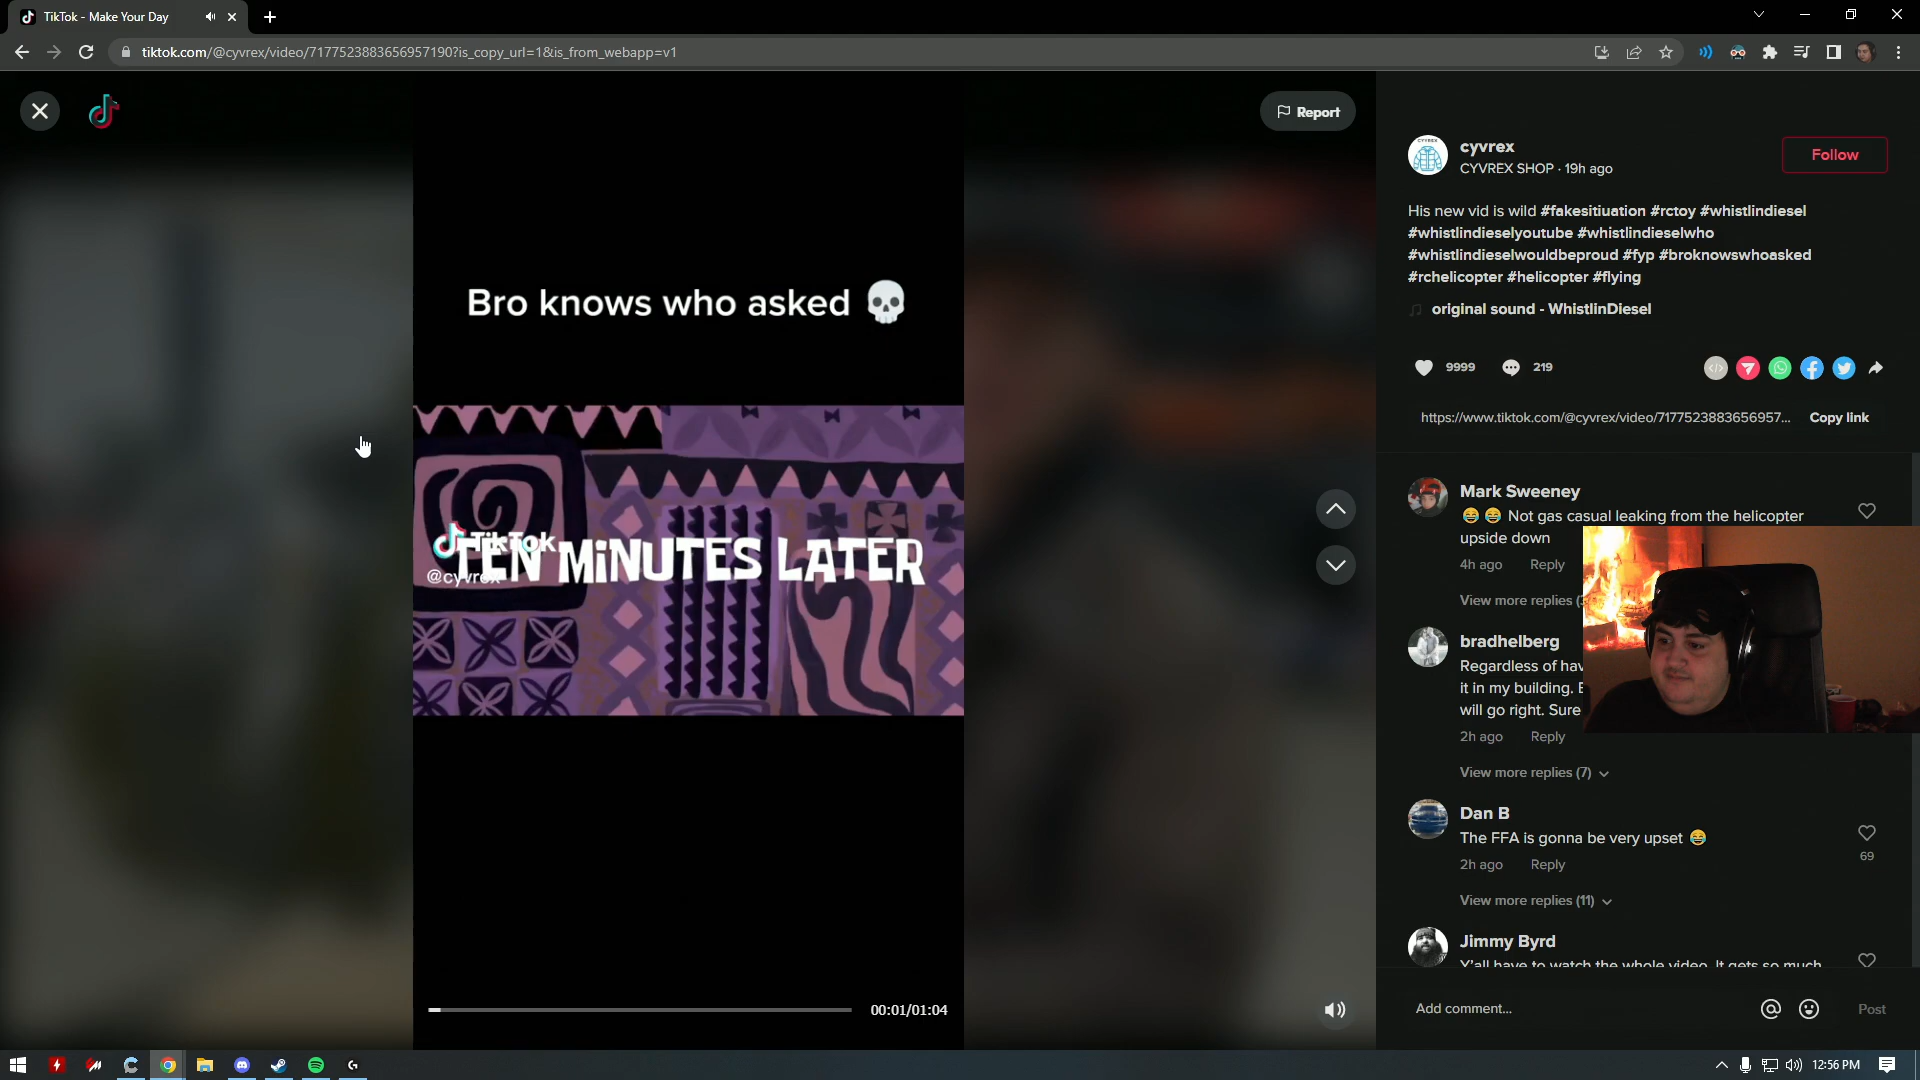 TikTok - Make Your Day
tiktok.com/@cyvrex/video/7177523883656957190?is_copy_url=1&is_from_webapp=v1
Report
Bro knows who asked 💀
TikTok
@cyvrex
TEN MINUTES LATER
00:01/01:04
cyvrex
CYVREX SHOP · 19h ago
Follow
His new vid is wild #fakesitiuation #rctoy #whistlindiesel
#whistlindieselyoutube #whistlindieselwho
#whistlindieselwouldbeproud #fyp #broknowswhoasked
#rchelicopter #helicopter #flying
original sound - WhistlinDiesel
9999 219
https://www.tiktok.com/@cyvrex/video/7177523883656957... Copy link
Mark Sweeney
😂 😂 Not gas casual leaking from the helicopter
upside down
4h ago Reply
View more replies
bradhelberg
Regardless of hav
it in my building.
will go right. Sure
2h ago Reply
View more replies (7)
Dan B
The FFA is gonna be very upset 😂
69
2h ago Reply
View more replies (11)
Jimmy Byrd
Y'all have to watch the whole video. It gets so much
Add comment... Post
12:56 PM